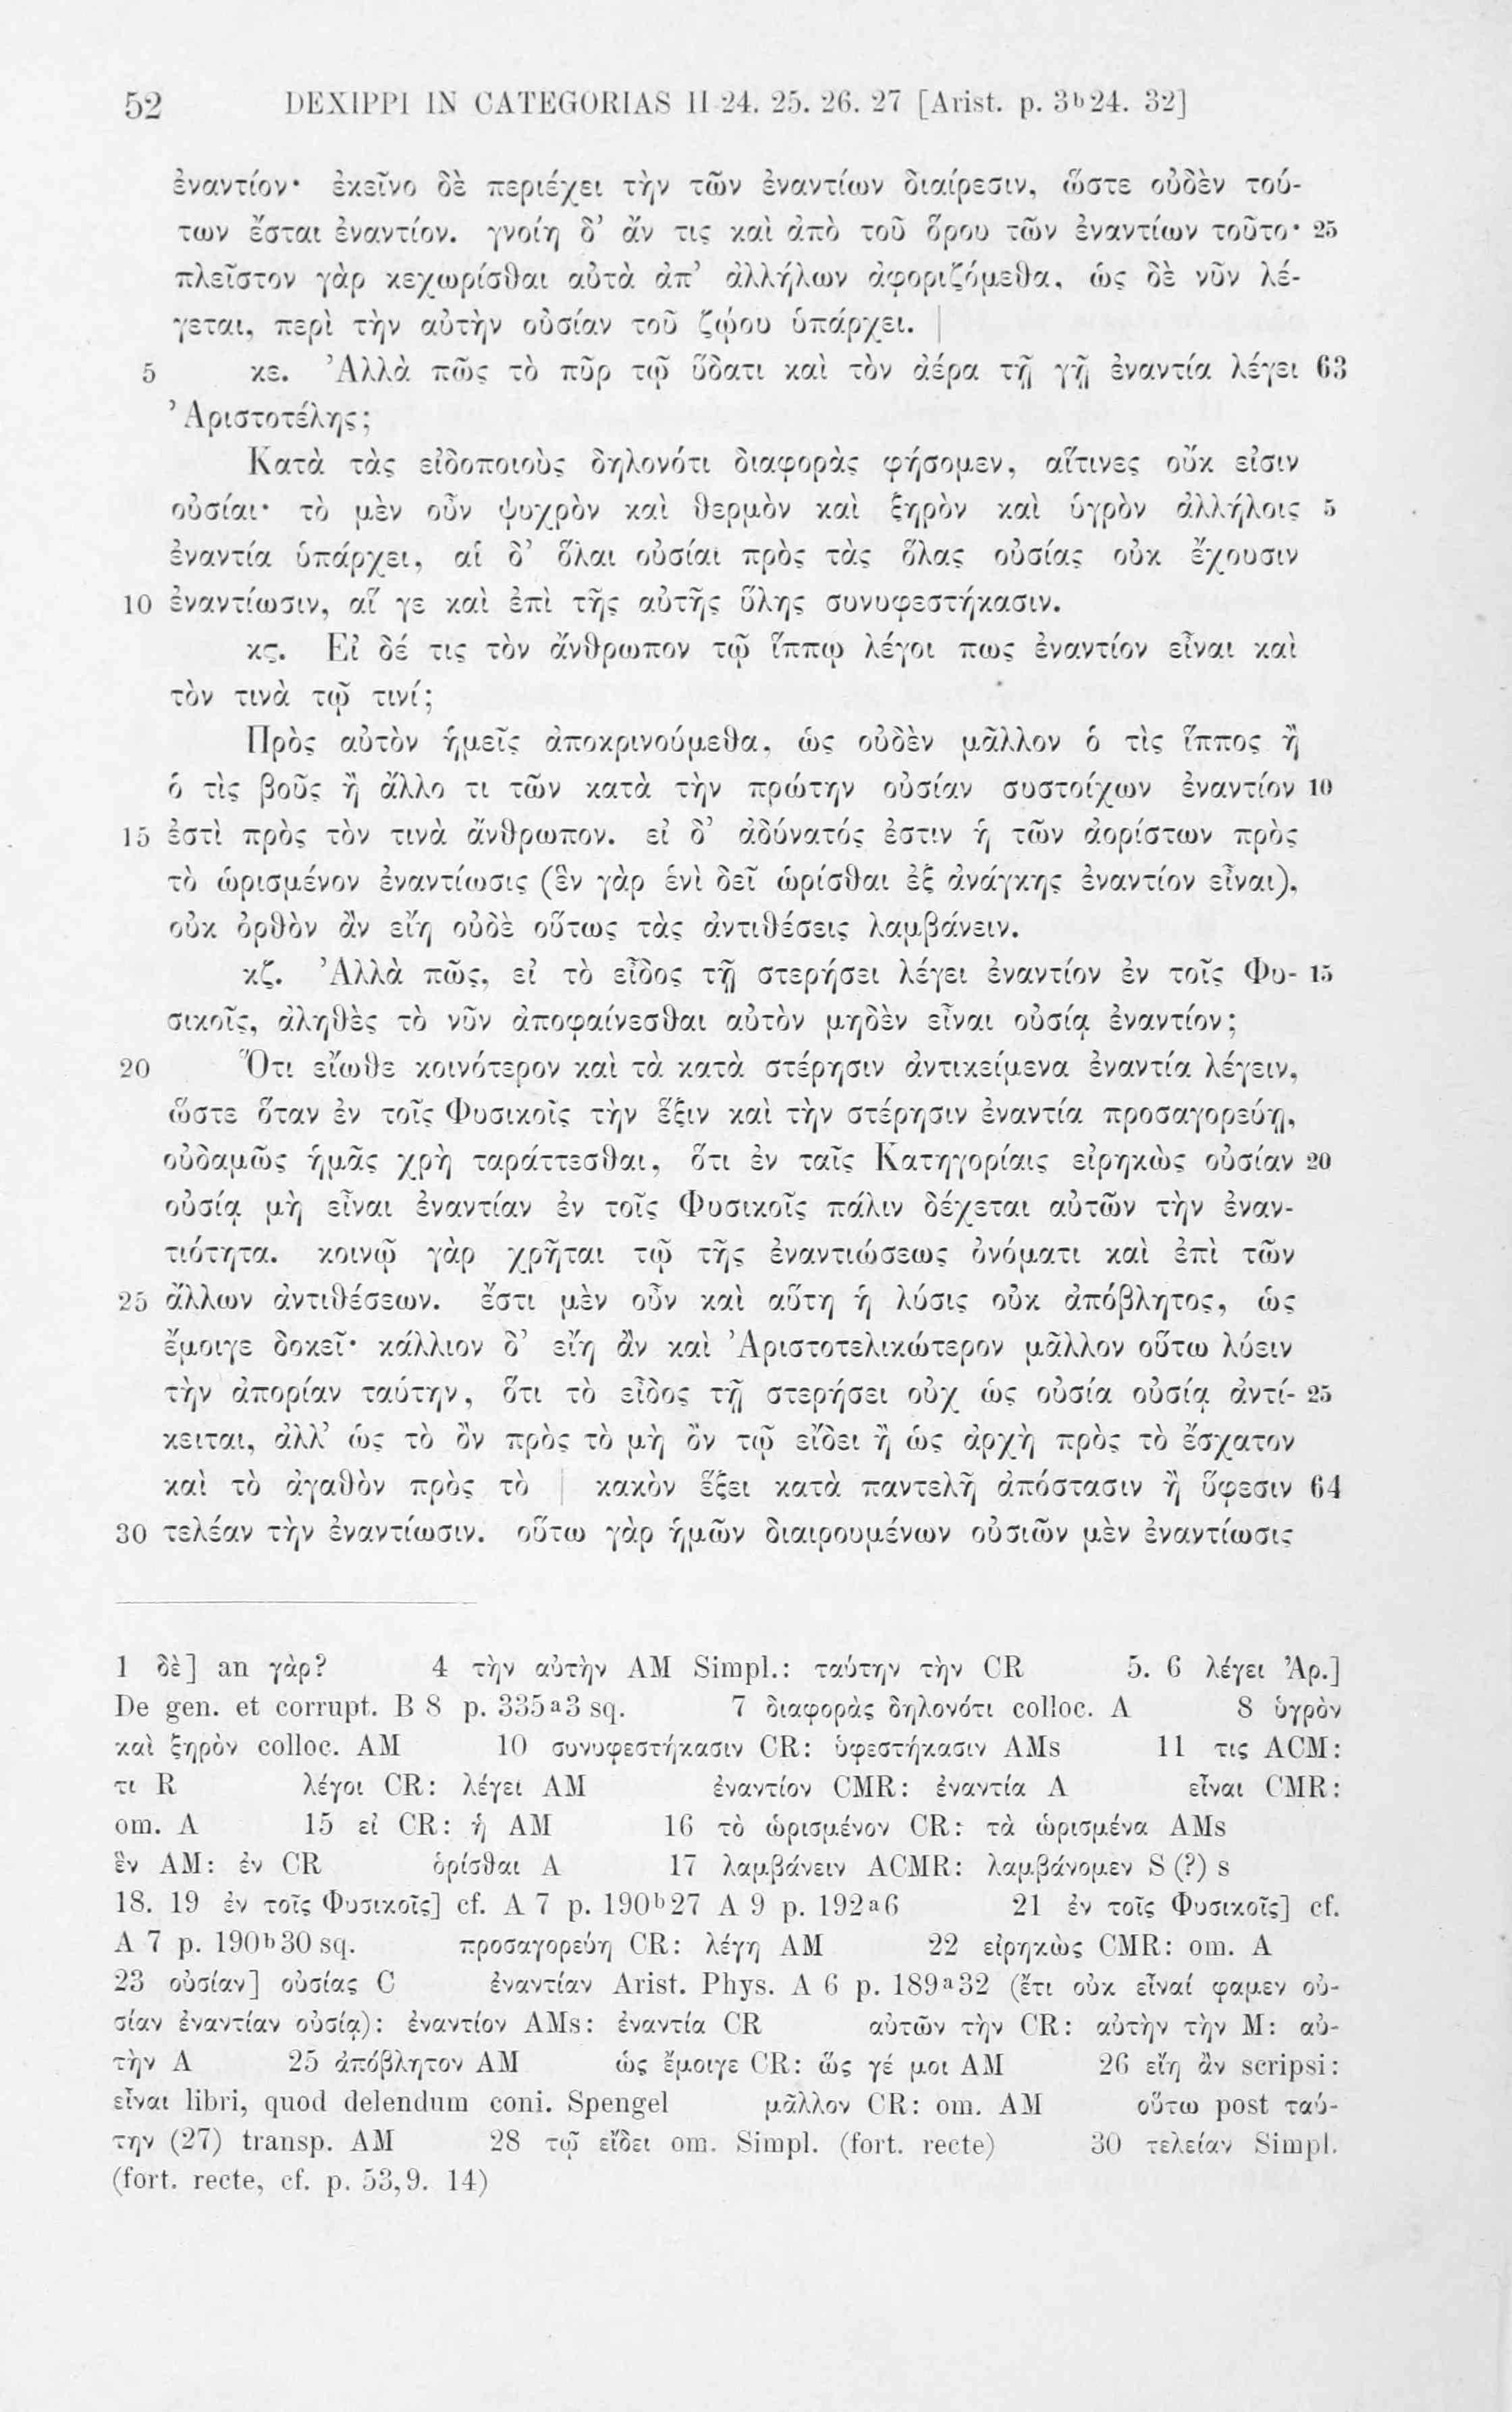 52 DEXIPPI IN CATEGORIAS II 24. 25. 26. 27 [Arist. p. 3ᵇ24. 32]
ἐναντίον· ἐκεῖνο δὲ περιέχει τὴν τῶν ἐναντίων διαίρεσιν, ὥστε οὐδὲν τού-
των ἔσται ἐναντίον. γνοίη δ’ ἄν τις καὶ ἀπὸ τοῦ ὅρου τῶν ἐναντίων τοῦτο· 25
πλεῖστον γὰρ κεχωρίσθαι αὐτὰ ἀπ’ ἀλλήλων ἀφοριζόμεθα, ὡς δὲ νῦν λέ-
γεται, περὶ τὴν αὐτὴν οὐσίαν τοῦ ζῴου ὑπάρχει. |
5 κε. Ἀλλὰ πῶς τὸ πῦρ τῷ ὕδατι καὶ τὸν ἀέρα τῇ γῇ ἐναντία λέγει 63
Ἀριστοτέλης;
Κατὰ τὰς εἰδοποιοὺς δηλονότι διαφορὰς φήσομεν, αἵτινες οὔκ εἰσιν
οὐσίαι· τὸ μὲν οὖν ψυχρὸν καὶ θερμὸν καὶ ξηρὸν καὶ ὑγρὸν ἀλλήλοις 5
ἐναντία ὑπάρχει, αἱ δ’ ὅλαι οὐσίαι πρὸς τὰς ὅλας οὐσίας οὐκ ἔχουσιν
10 ἐναντίωσιν, αἵ γε καὶ ἐπὶ τῆς αὐτῆς ὕλης συνυφεστήκασιν.
κϛ. Εἰ δέ τις τὸν ἄνθρωπον τῷ ἵππῳ λέγοι πως ἐναντίον εἶναι καὶ
τὸν τινὰ τῷ τινί;
Πρὸς αὐτὸν ἡμεῖς ἀποκρινούμεθα, ὡς οὐδὲν μᾶλλον ὁ τὶς ἵππος ἢ
ὁ τὶς βοῦς ἢ ἄλλο τι τῶν κατὰ τὴν πρώτην οὐσίαν συστοίχων ἐναντίον 10
15 ἐστὶ πρὸς τὸν τινὰ ἄνθρωπον. εἰ δ’ ἀδύνατός ἐστιν ἡ τῶν ἀορίστων πρὸς
τὸ ὡρισμένον ἐναντίωσις (ἓν γὰρ ἑνὶ δεῖ ὡρίσθαι ἐξ ἀνάγκης ἐναντίον εἶναι),
οὐκ ὀρθὸν ἂν εἴη οὐδὲ οὕτως τὰς ἀντιθέσεις λαμβάνειν.
κζ. Ἀλλὰ πῶς, εἰ τὸ εἶδος τῇ στερήσει λέγει ἐναντίον ἐν τοῖς Φυ- 15
σικοῖς, ἀληθὲς τὸ νῦν ἀποφαίνεσθαι αὐτὸν μηδὲν εἶναι οὐσίᾳ ἐναντίον;
20 Ὅτι εἴωθε κοινότερον καὶ τὰ κατὰ στέρησιν ἀντικείμενα ἐναντία λέγειν,
ὥστε ὅταν ἐν τοῖς Φυσικοῖς τὴν ἕξιν καὶ τὴν στέρησιν ἐναντία προσαγορεύῃ,
οὐδαμῶς ἡμᾶς χρὴ ταράττεσθαι, ὅτι ἐν ταῖς Κατηγορίαις εἰρηκὼς οὐσίαν 20
οὐσίᾳ μὴ εἶναι ἐναντίαν ἐν τοῖς Φυσικοῖς πάλιν δέχεται αὐτῶν τὴν ἐναν-
τιότητα. κοινῷ γὰρ χρῆται τῷ τῆς ἐναντιώσεως ὀνόματι καὶ ἐπὶ τῶν
25 ἄλλων ἀντιθέσεων. ἔστι μὲν οὖν καὶ αὕτη ἡ λύσις οὐκ ἀπόβλητος, ὡς
ἔμοιγε δοκεῖ· κάλλιον δ’ εἴη ἂν καὶ Ἀριστοτελικώτερον μᾶλλον οὕτω λύειν
τὴν ἀπορίαν ταύτην, ὅτι τὸ εἶδος τῇ στερήσει οὐχ ὡς οὐσία οὐσίᾳ ἀντί- 25
κειται, ἀλλ’ ὡς τὸ ὂν πρὸς τὸ μὴ ὂν τῷ εἴδει ἢ ὡς ἀρχὴ πρὸς τὸ ἔσχατον
καὶ τὸ ἀγαθὸν πρὸς τὸ | κακὸν ἕξει κατὰ παντελῆ ἀπόστασιν ἢ ὕφεσιν 64
30 τελέαν τὴν ἐναντίωσιν. οὕτω γὰρ ἡμῶν διαιρουμένων οὐσιῶν μὲν ἐναντίωσις
1 δὲ] an γὰρ? 4 τὴν αὐτὴν AM Simpl.: ταύτην τὴν CR 5. 6 λέγει Ἀρ.]
De gen. et corrupt. B 8 p. 335ᵃ3 sq. 7 διαφορὰς δηλονότι colloc. A 8 ὑγρὸν
καὶ ξηρὸν colloc. AM 10 συνυφεστήκασιν CR: ὑφεστήκασιν AMs 11 τις ACM:
τι R λέγοι CR: λέγει AM ἐναντίον CMR: ἐναντία A εἶναι CMR:
om. A 15 εἰ CR: ἡ AM 16 τὸ ὡρισμένον CR: τὰ ὡρισμένα AMs
ἓν AM: ἐν CR ὁρίσθαι A 17 λαμβάνειν ACMR: λαμβάνομεν S (?) s
18. 19 ἐν τοῖς Φυσικοῖς] cf. A 7 p. 190ᵇ27 A 9 p. 192ᵃ6 21 ἐν τοῖς Φυσικοῖς] cf.
A 7 p. 190ᵇ30 sq. προσαγορεύη CR: λέγη AM 22 εἰρηκὼς CMR: om. A
23 οὐσίαν] οὐσίας C ἐναντίαν Arist. Phys. A 6 p. 189ᵃ32 (ἔτι οὐκ εἶναί φαμεν οὐ-
σίαν ἐναντίαν οὐσίᾳ): ἐναντίον AMs: ἐναντία CR αὐτῶν τὴν CR: αὐτὴν τὴν M: αὐ-
τὴν A 25 ἀπόβλητον AM ὡς ἔμοιγε CR: ὥς γέ μοι AM 26 εἴη ἂν scripsi:
εἶναι libri, quod delendum coni. Spengel μᾶλλον CR: om. AM οὕτω post ταύ-
την (27) transp. AM 28 τῷ εἴδει om. Simpl. (fort. recte) 30 τελείαν Simpl.
(fort. recte, cf. p. 53,9. 14)